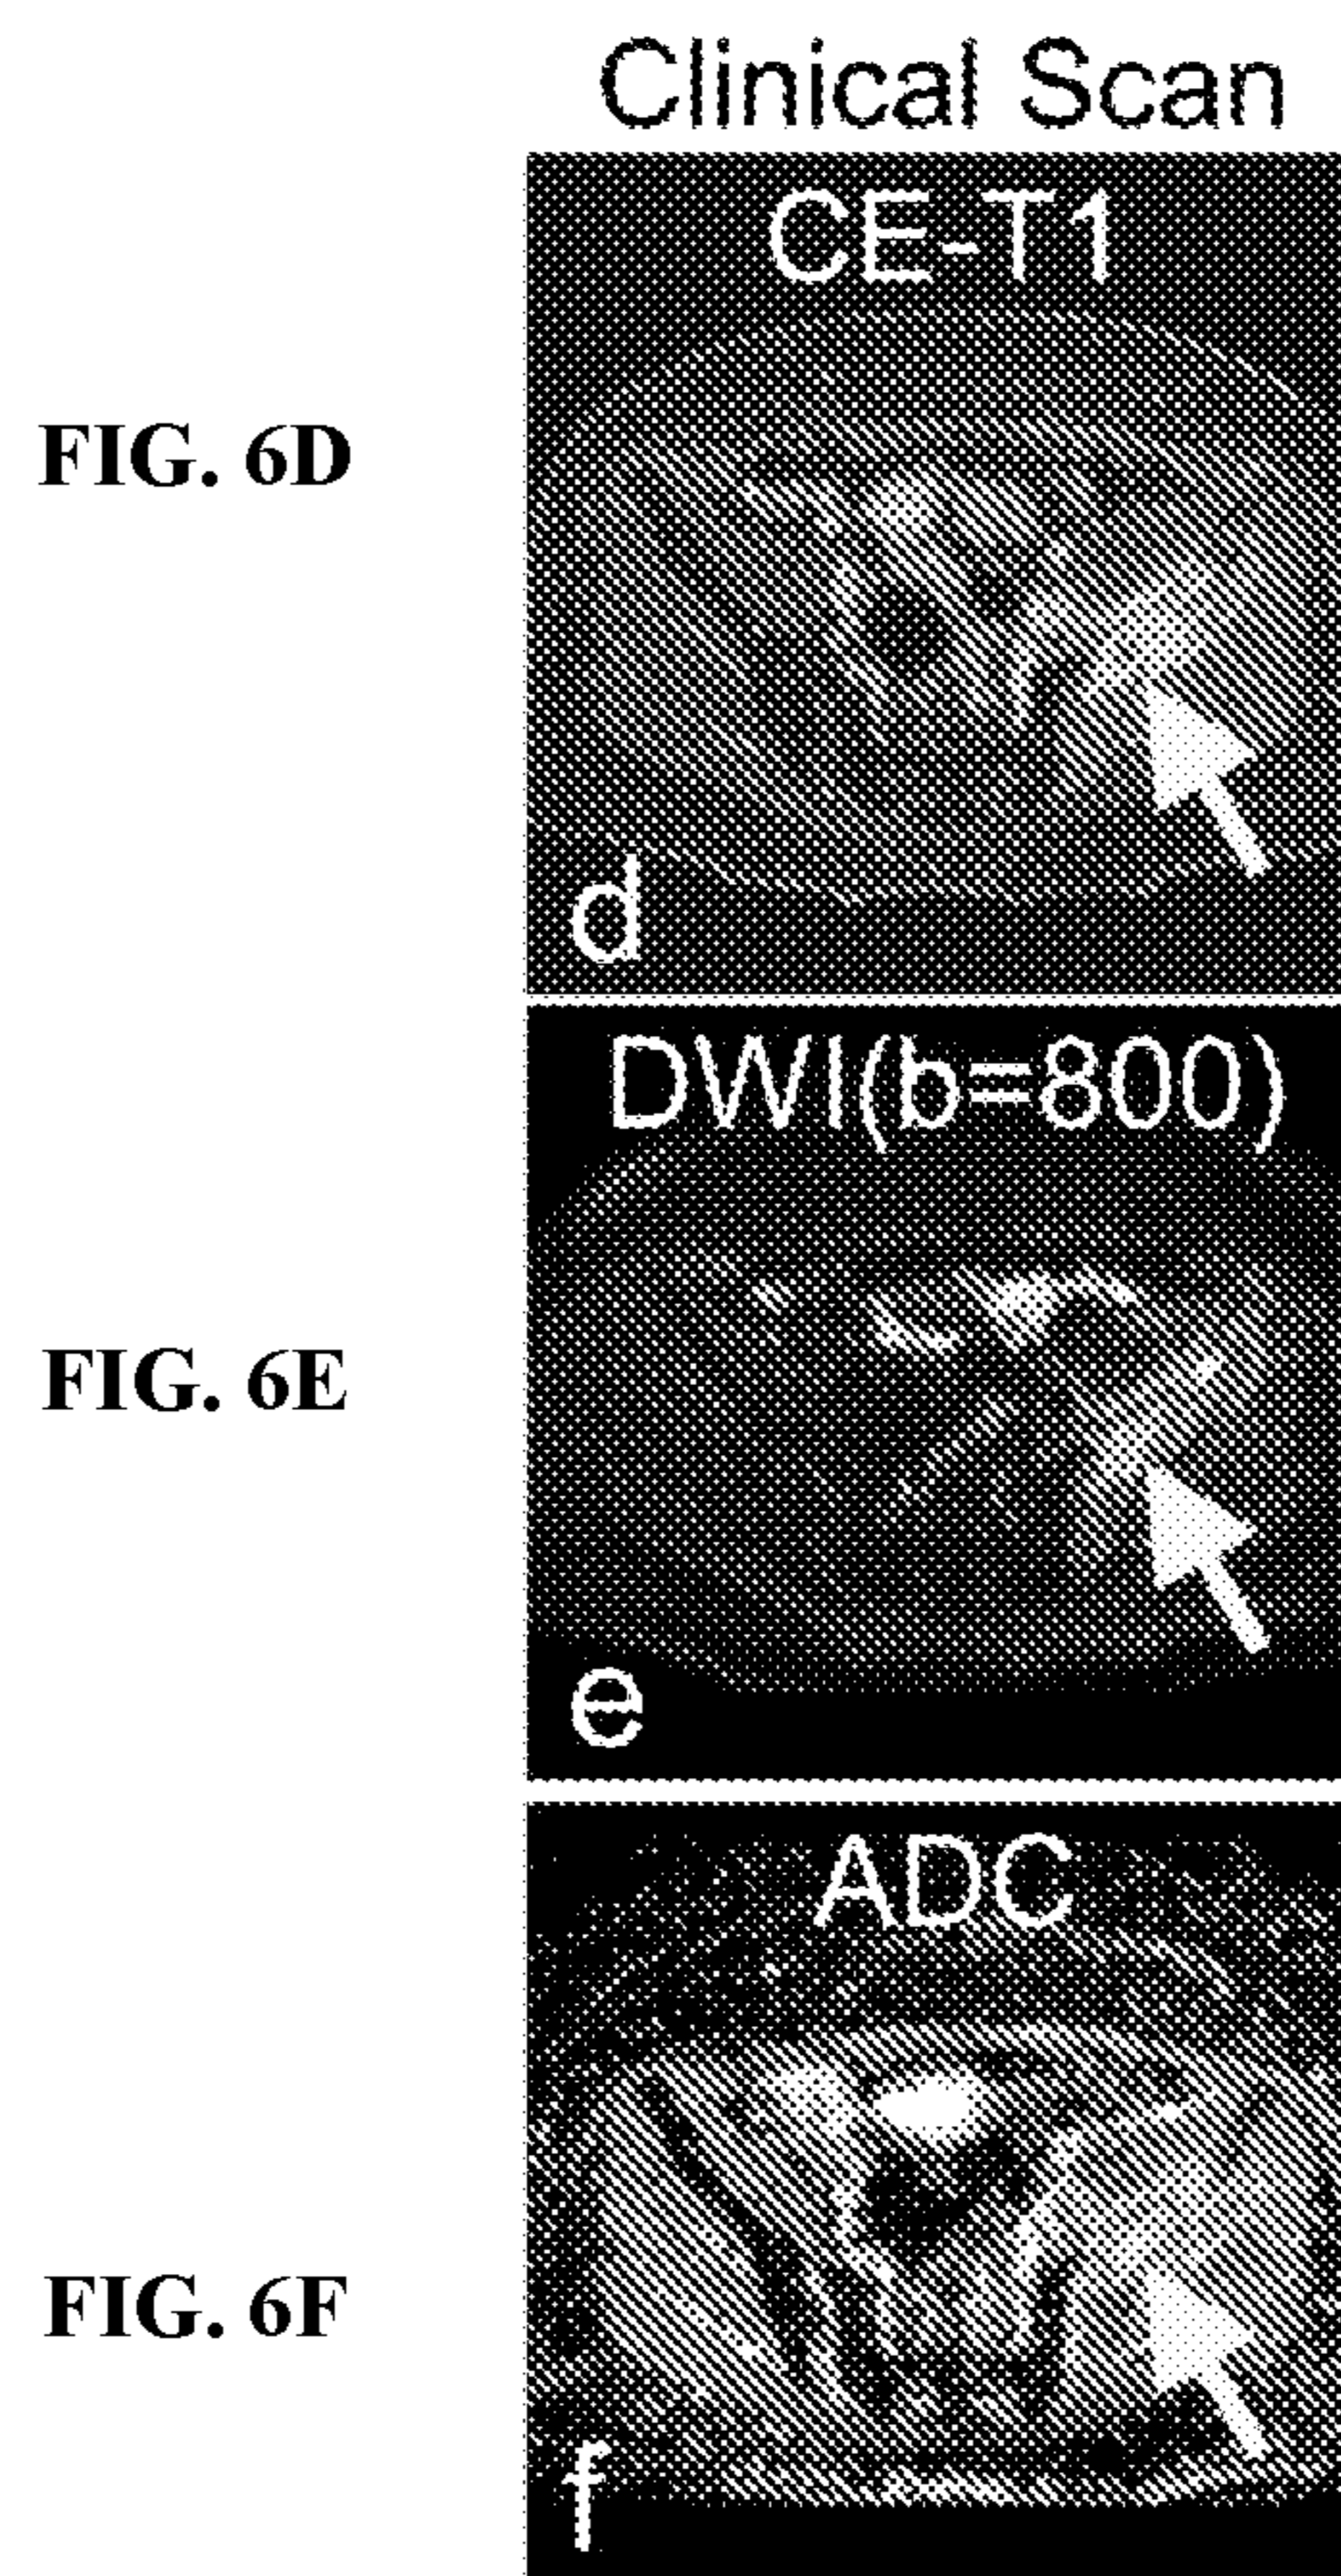 Clinical Scan
CE-T1
FIG. 6D
d
DWI(b=800)
FIG. 6E
e
ADC
FIG. 6F
f